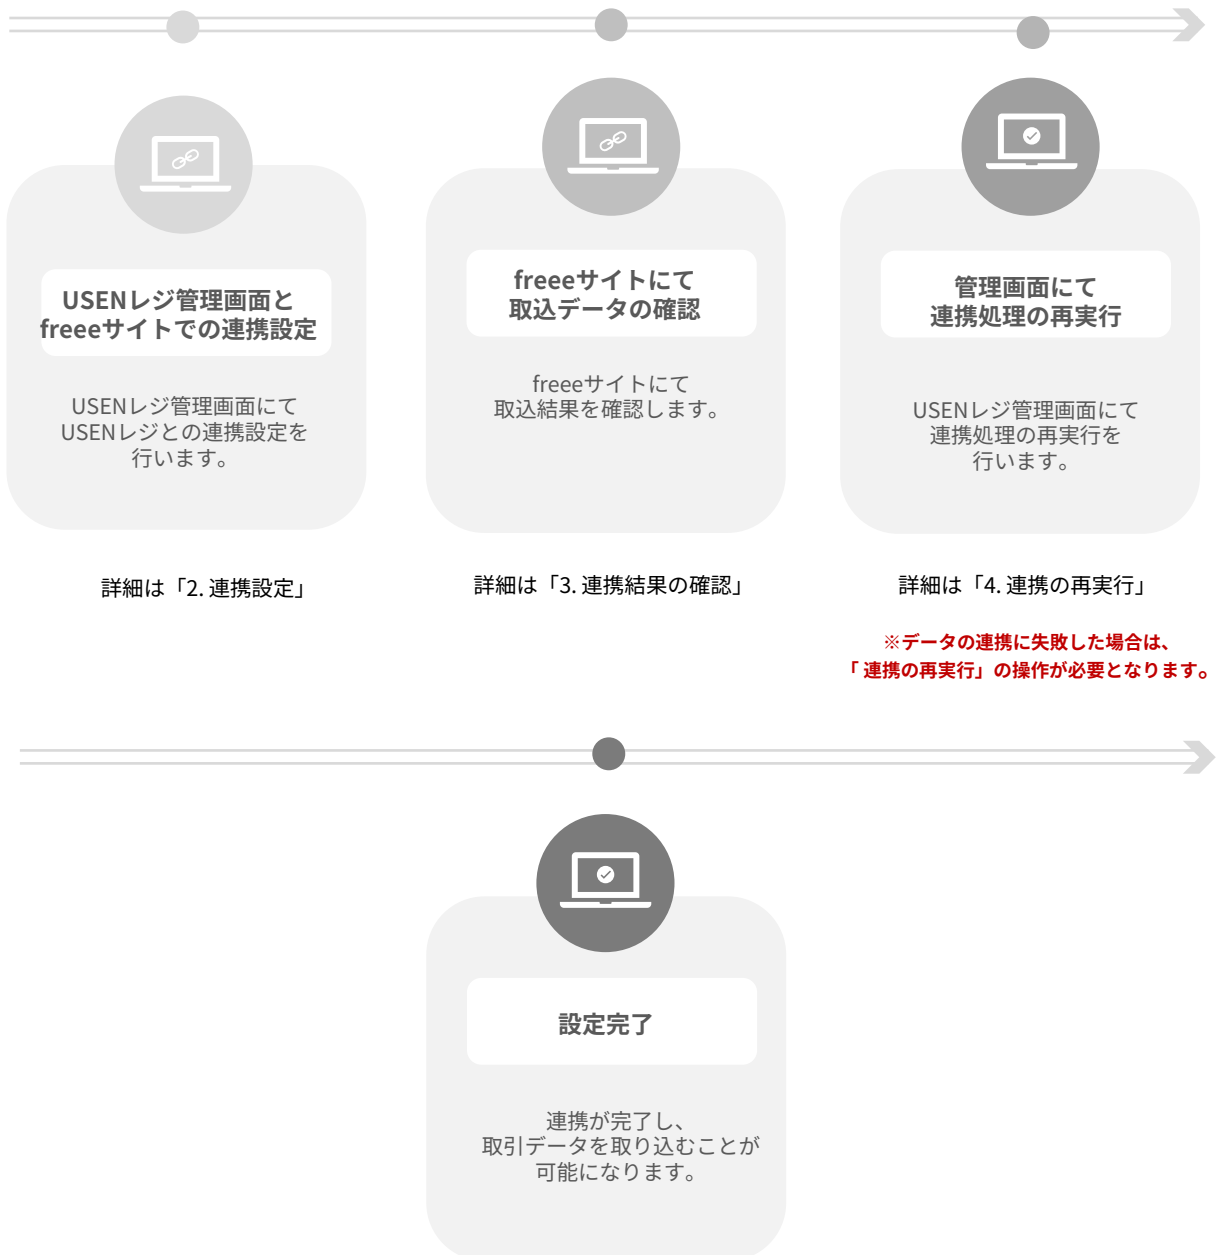 USENレジ管理画面と
freeeサイトでの連携設定
USENレジ管理画面にて
USENレジとの連携設定を
行います。
詳細は「2. 連携設定」
freeeサイトにて
取込データの確認
freeeサイトにて
取込結果を確認します。
詳細は「3. 連携結果の確認」
管理画面にて
連携処理の再実行
USENレジ管理画面にて
連携処理の再実行を
行います。
詳細は「4. 連携の再実行」
※データの連携に失敗した場合は、
「 連携の再実行」の操作が必要となります。
設定完了
連携が完了し、
取引データを取り込むことが
可能になります。